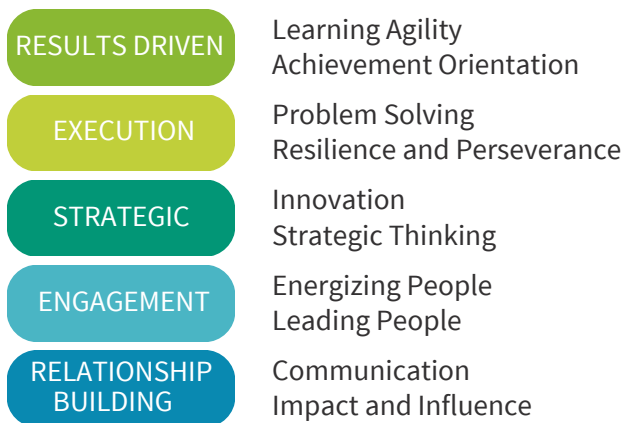 RESULTS DRIVEN
Learning Agility
Achievement Orientation
EXECUTION
Problem Solving
Resilience and Perseverance
STRATEGIC
Innovation
Strategic Thinking
ENGAGEMENT
Energizing People
Leading People
RELATIONSHIP
BUILDING
Communication
Impact and Influence